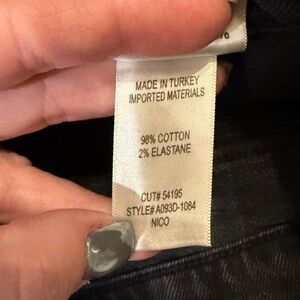 MADE IN TURKEY
IMPORTED MATERIALS
98% COTTON
2% ELASTANE
CUT# 54195
STYLE# A093D-1084
NICO